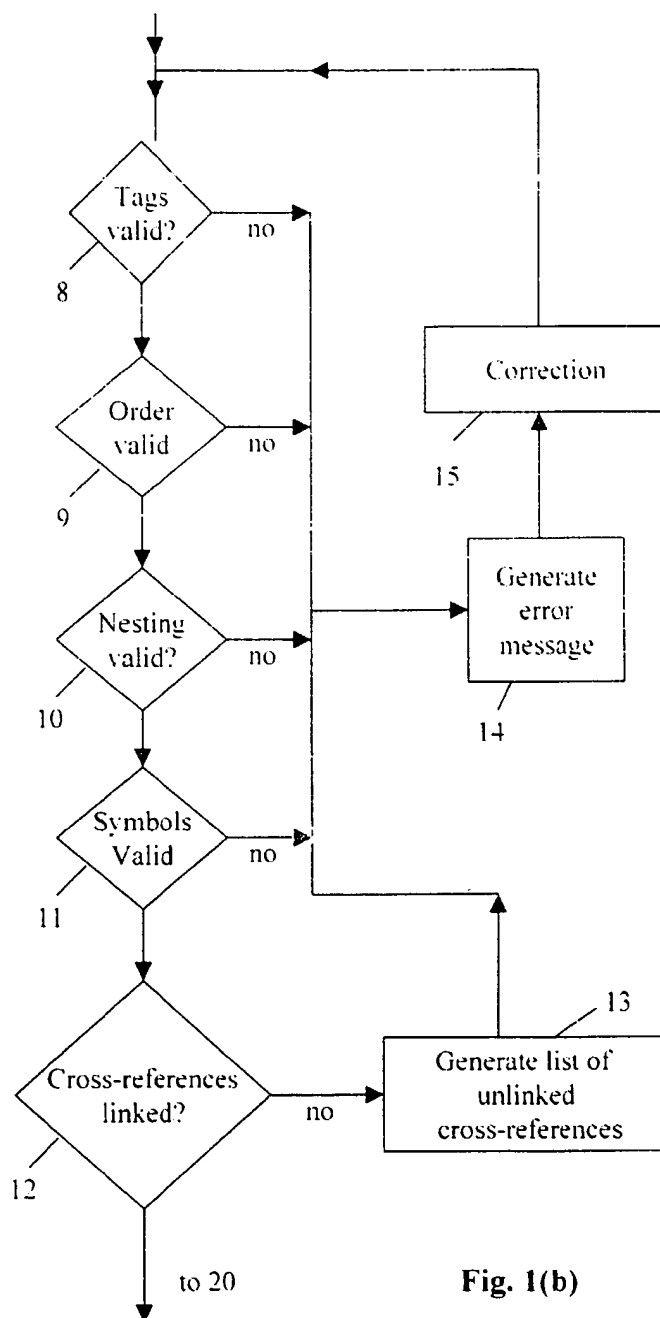 Tags
valid?
no
8
Order
valid
no
9
Correction
15
Nesting
valid?
no
10
Generate
error
message
14
Symbols
Valid
no
11
13
Cross-references
linked?
no
12
Generate list of
unlinked
cross-references
to 20
Fig. 1(b)